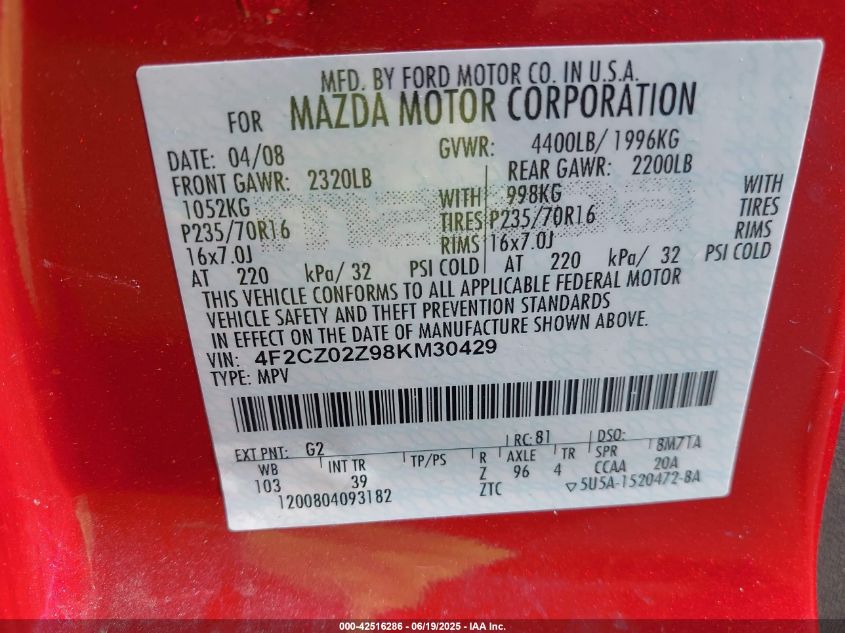 MFD. BY FORD MOTOR CO. IN U.S.A.
FOR MAZDA MOTOR CORPORATION
DATE: 04/08 GVWR: 4400LB/ 1996KG
FRONT GAWR: 2320LB REAR GAWR: 2200LB
1052KG WITH 998KG WITH
P235/70R16 TIRES P235/70R16 TIRES
16x7.0J RIMS 16x7.0J RIMS
AT 220 kPa/ 32 PSI COLD AT 220 kPa/ 32 PSI COLD
THIS VEHICLE CONFORMS TO ALL APPLICABLE FEDERAL MOTOR
VEHICLE SAFETY AND THEFT PREVENTION STANDARDS
IN EFFECT ON THE DATE OF MANUFACTURE SHOWN ABOVE.
VIN: 4F2CZ02Z98KM30429
TYPE: MPV
EXT PNT: G2 RC: 81 DSO:
WB INT TR TP/PS R AXLE TR SPR 8M7TA
103 39 Z 96 4 CCAA 20A
1200804093182 ZTC ▽5U5A-1520472-BA
000-42516286 - 06/19/2025 - IAA Inc.